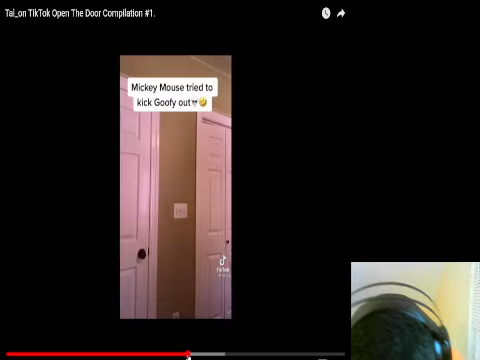 Tal_on TikTok Open The Door Compilation #1.
Mickey Mouse tried to
kick Goofy out💀🤣
TikTok